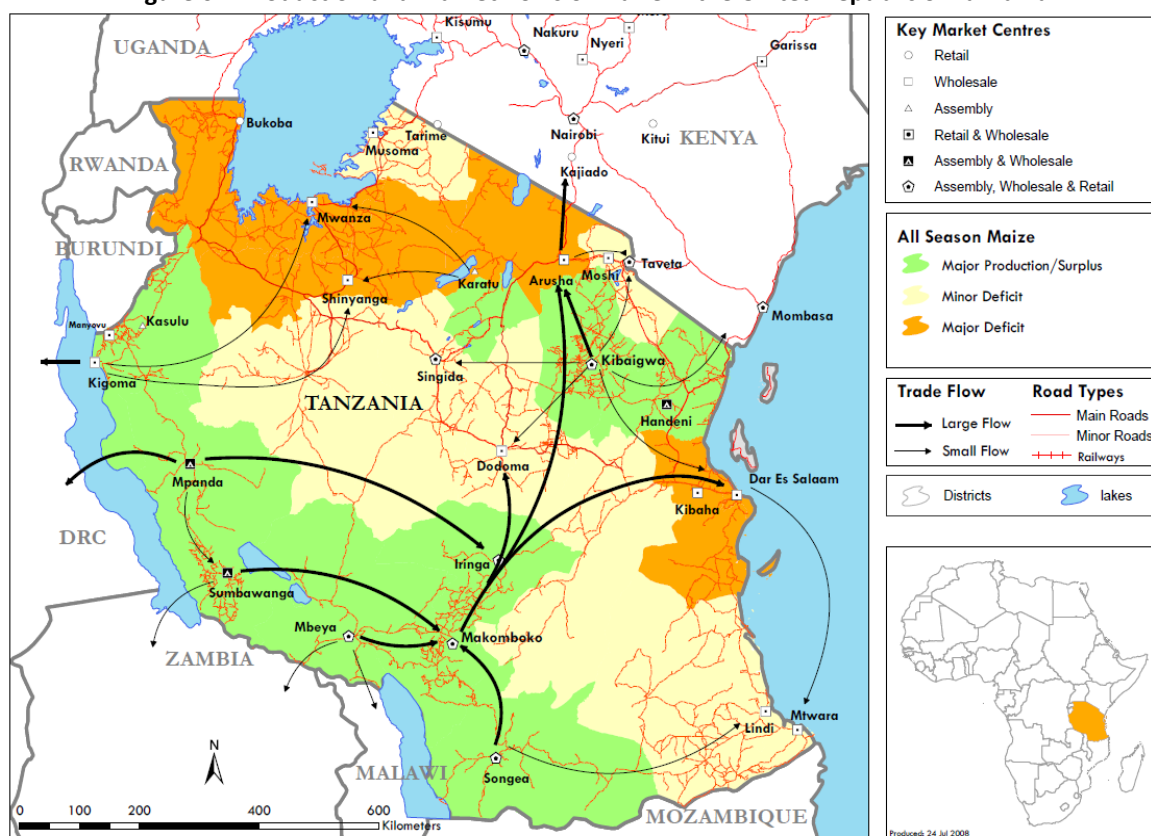 UGANDA
Kisumu
Nakuru
Nyeri
Garissa
Bukoba
Tarime
Musoma
Nairobi
Kitui
KENYA
RWANDA
Kajiado
Mwanza
BURUNDI
Karatu
Arusha
Moshi
Taveta
Shinyanga
Mombasa
Manyovu
Kasulu
Kigoma
Singida
Kibaigwa
TANZANIA
Handeni
Dodoma
Mpanda
Dar Es Salaam
Kibaha
DRC
Iringa
Sumbawanga
Mbeya
Makomboko
ZAMBIA
Lindi
Mtwara
Songea
MALAWI
MOZAMBIQUE
N
0 100 200 400 600
Kilometers
Key Market Centres
Retail
Wholesale
Assembly
Retail & Wholesale
Assembly & Wholesale
Assembly, Wholesale & Retail
All Season Maize
Major Production/Surplus
Minor Deficit
Major Deficit
Trade Flow
Large Flow
Small Flow
Road Types
Main Roads
Minor Roads
Railways
Districts
lakes
Produced: 24 Jul 2008